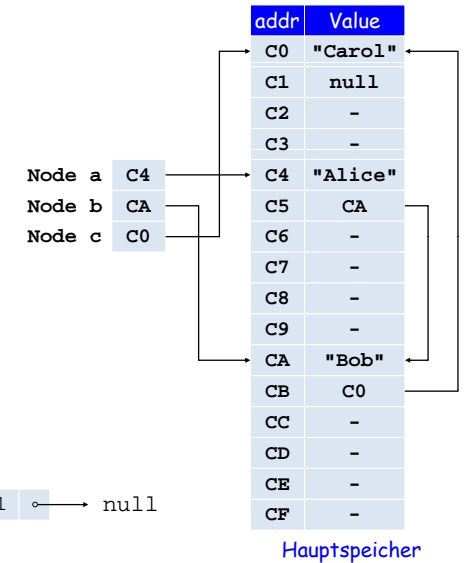 addr Value
C0 "Carol"
C1 null
C2 -
C3 -
Node a C4 C4 "Alice"
Node b CA C5 CA
Node c C0 C6 -
C7 -
C8 -
C9 -
CA "Bob"
CB C0
CC -
CD -
CE -
null
CF -
Hauptspeicher